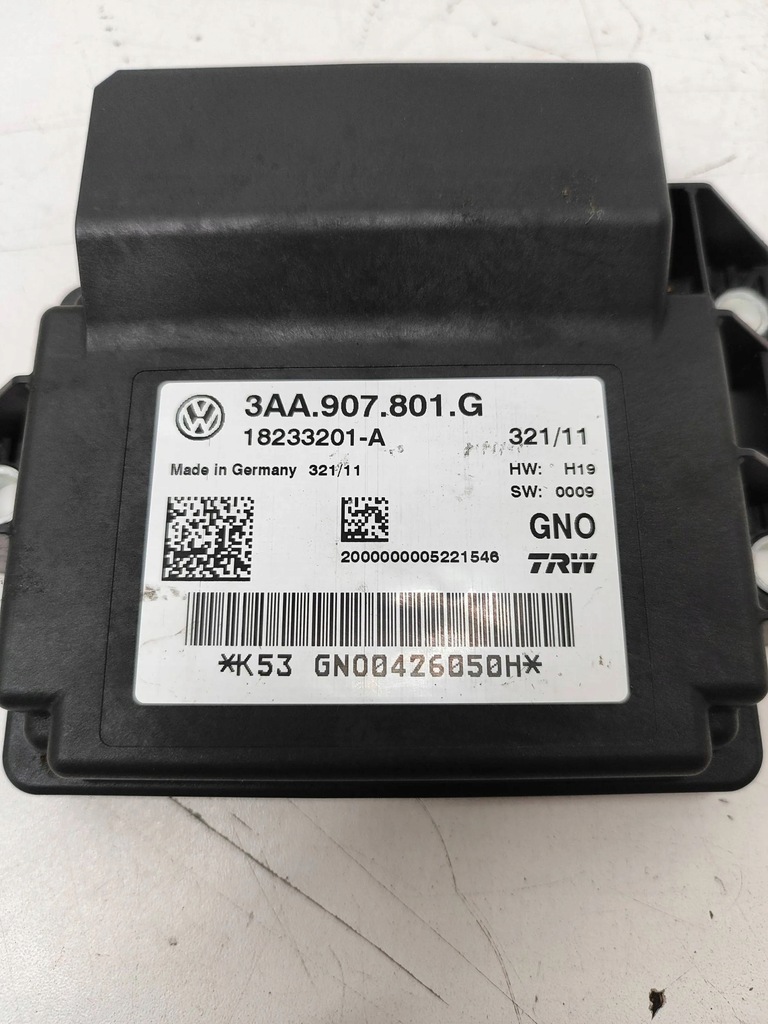 3AA.907.801.G
18233201-A 321/11
Made in Germany 321/11 HW: H19
SW: 0009
GNO
2000000005221546 TRW
*K53 GNO0426050H*